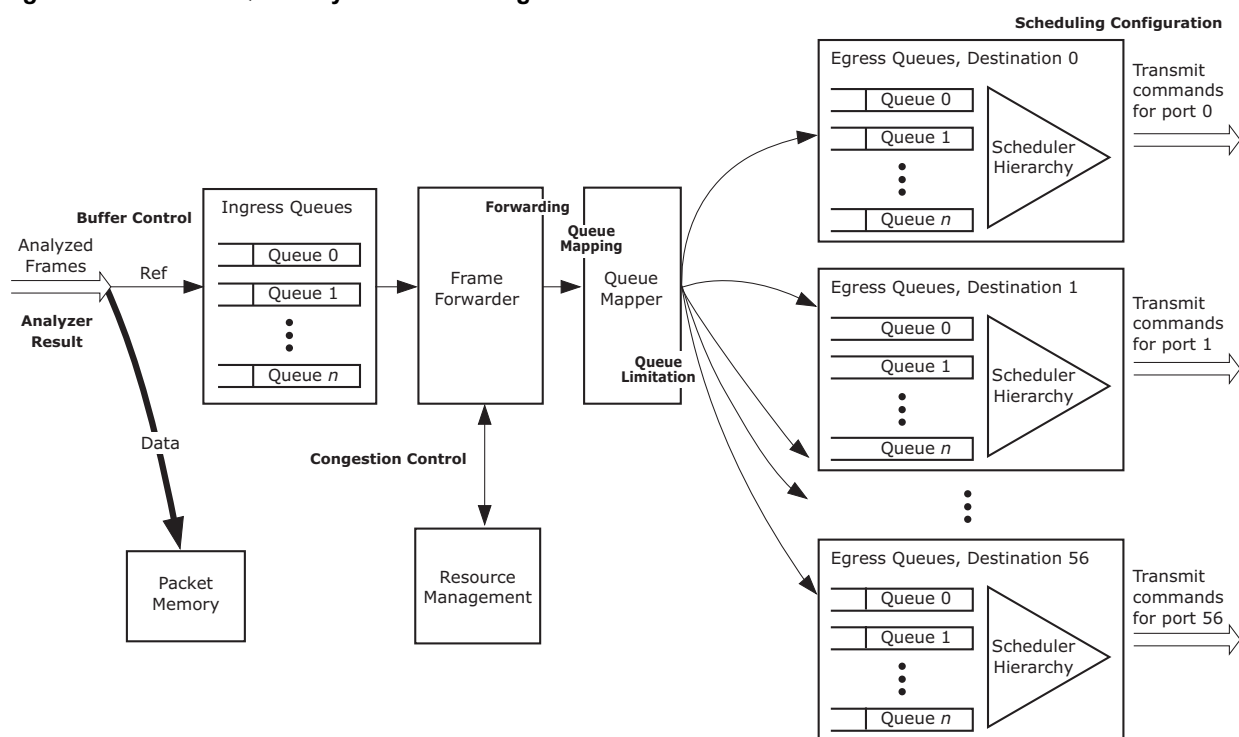 Scheduling Configuration
Egress Queues, Destination 0
Queue 0
Queue 1
Queue n
Scheduler
Hierarchy
Transmit
commands
for port 0
Buffer Control
Analyzed
Frames
Ref
Analyzer
Result
Data
Packet
Memory
Ingress Queues
Queue 0
Queue 1
Queue n
Frame
Forwarder
Forwarding
Congestion Control
Resource
Management
Queue
Mapping
Queue
Mapper
Queue
Limitation
Egress Queues, Destination 1
Queue 0
Queue 1
Queue n
Scheduler
Hierarchy
Transmit
commands
for port 1
Egress Queues, Destination 56
Queue 0
Queue 1
Queue n
Scheduler
Hierarchy
Transmit
commands
for port 56